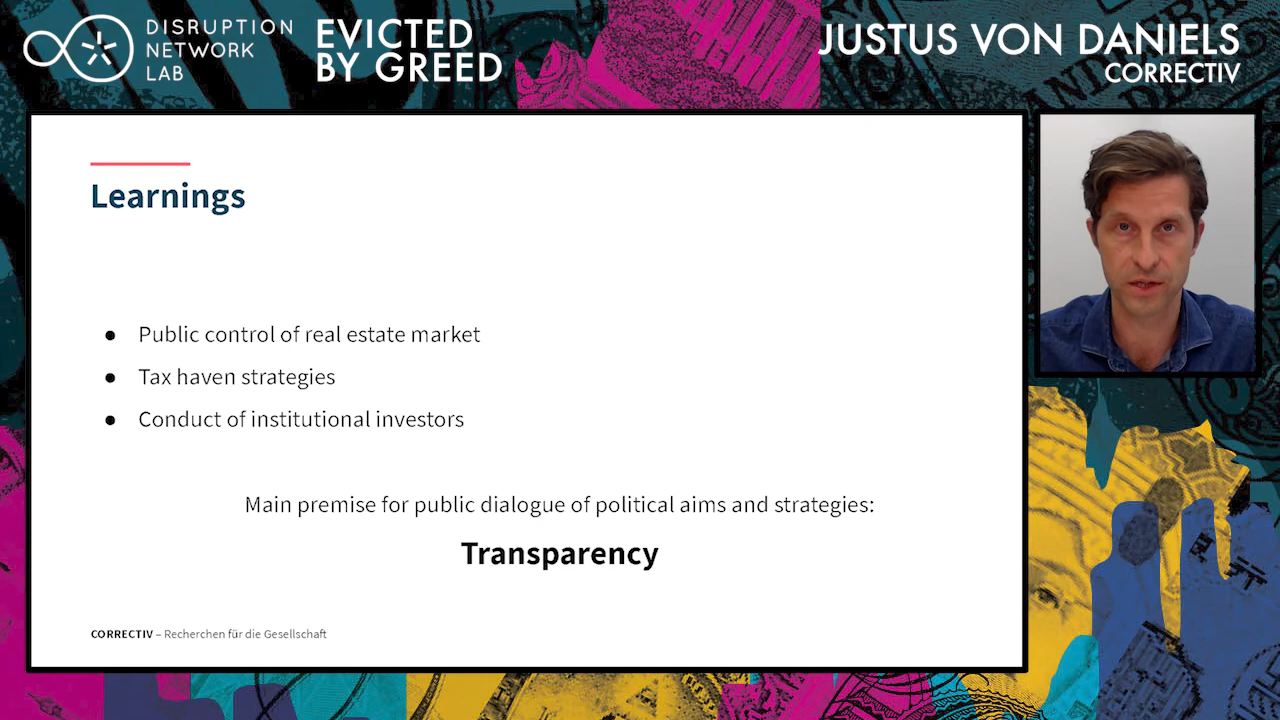 DISRUPTION
NETWORK
LAB
EVICTED
BY GREED
JUSTUS VON DANIELS
CORRECTIV
Learnings
● Public control of real estate market
● Tax haven strategies
● Conduct of institutional investors
Main premise for public dialogue of political aims and strategies:
Transparency
CORRECTIV – Recherchen für die Gesellschaft